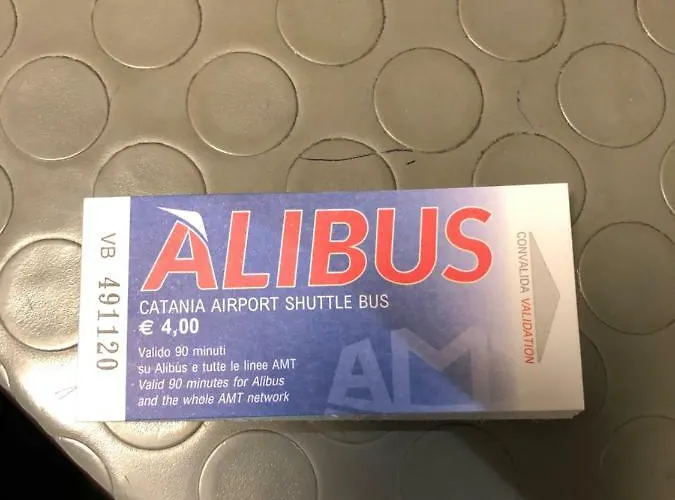 VB 491120
ALIBUS
CATANIA AIRPORT SHUTTLE BUS
€ 4,00
Valido 90 minuti
su Alibus e tutte le linee AMT
Valid 90 minutes for Alibus
and the whole AMT network
AM
CONVALIDA VALIDATION